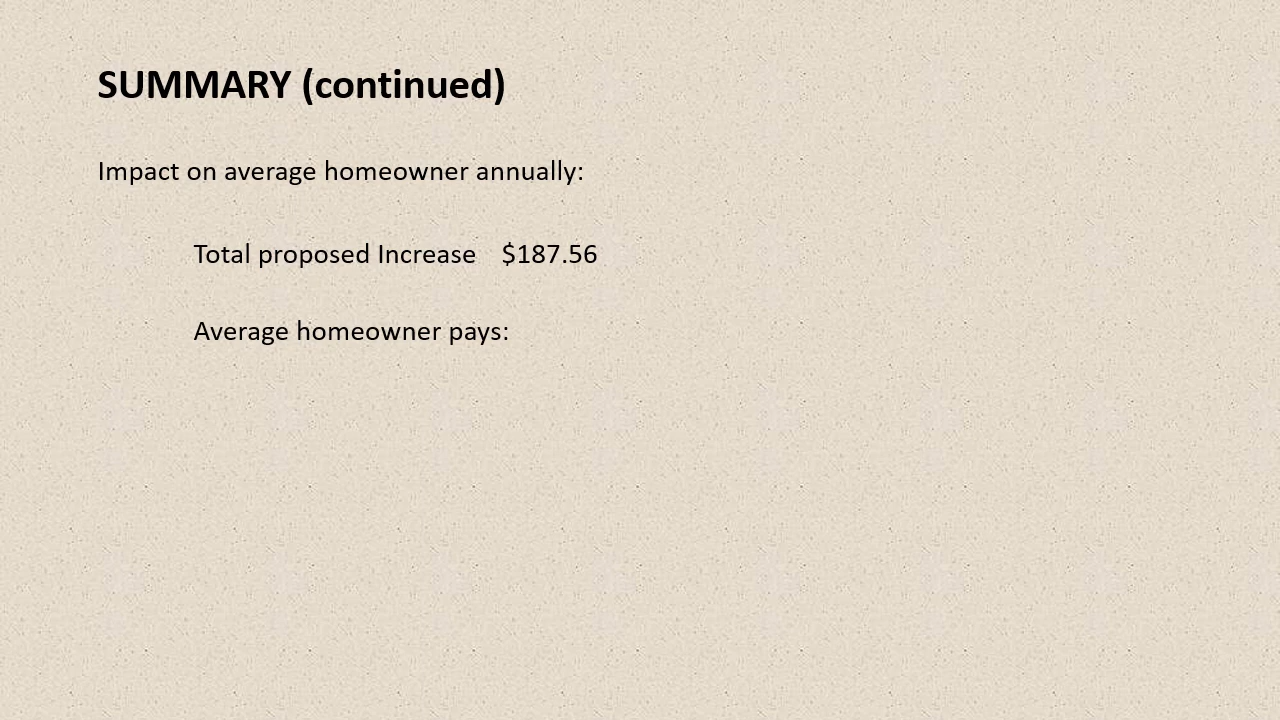 SUMMARY (continued)
Impact on average homeowner annually:
Total proposed Increase $187.56
Average homeowner pays: